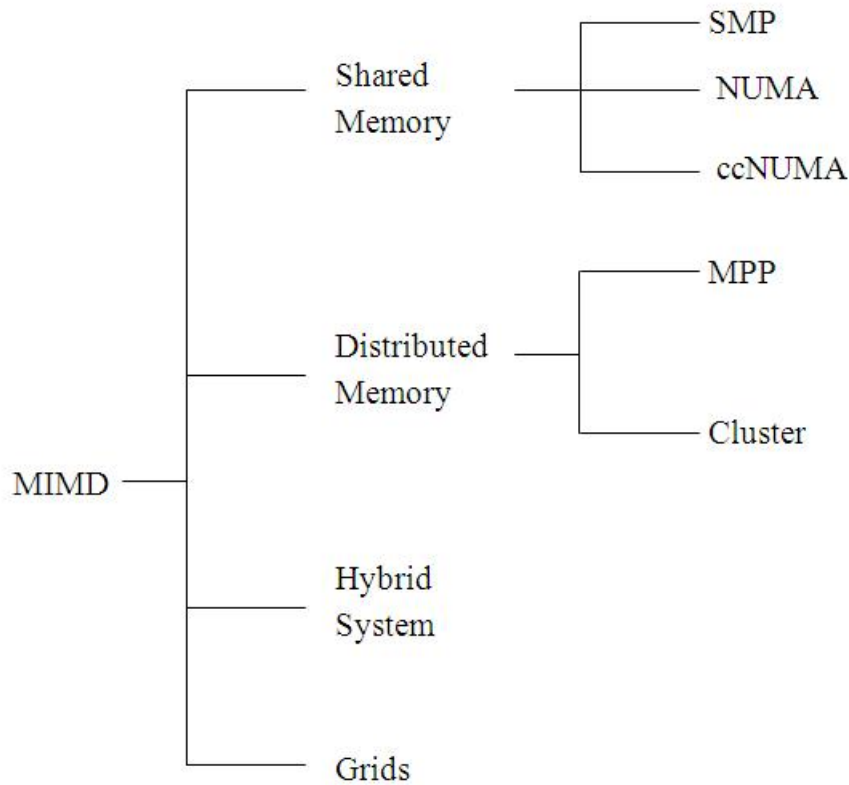 SMP
Shared
Memory
NUMA
ccNUMA
MPP
Distributed
Memory
Cluster
MIMD
Hybrid
System
Grids